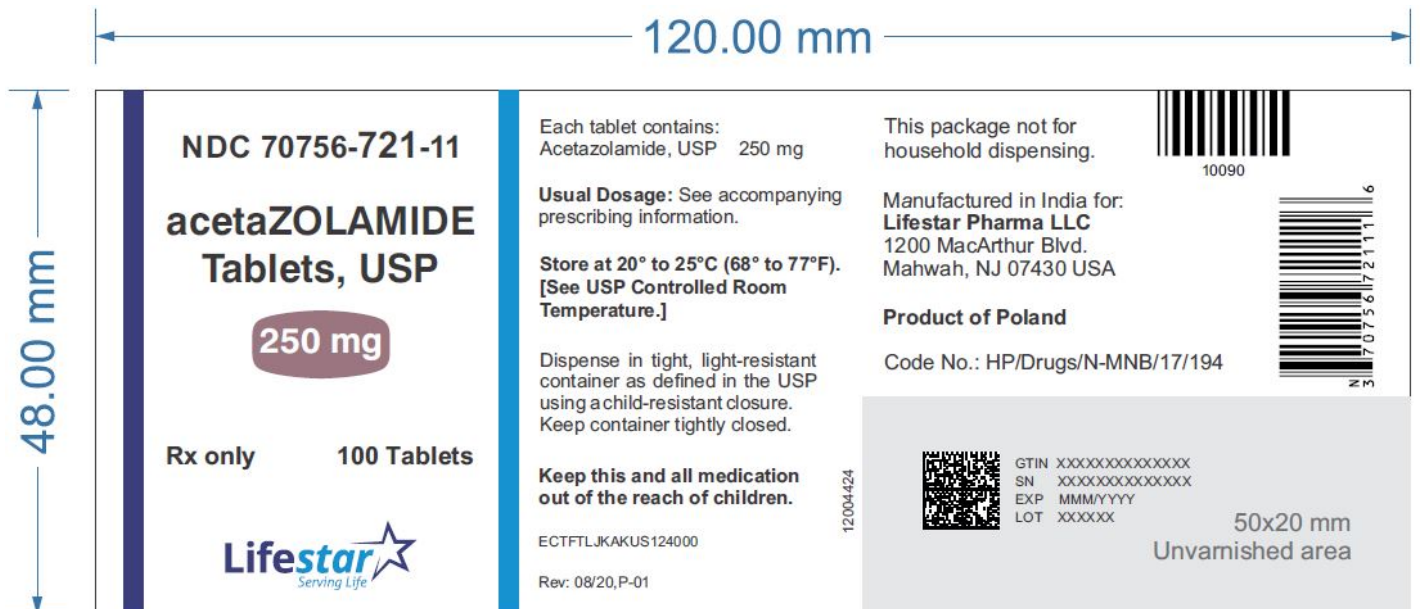 120.00 mm
48.00 mm
NDC 70756-721-11
acetaZOLAMIDE
Tablets, USP
250 mg
Rx only 100 Tablets
Lifestar
Serving Life
Each tablet contains:
Acetazolamide, USP 250 mg
Usual Dosage: See accompanying
prescribing information.
Store at 20° to 25°C (68° to 77°F).
[See USP Controlled Room
Temperature.]
Dispense in tight, light-resistant
container as defined in the USP
using a child-resistant closure.
Keep container tightly closed.
Keep this and all medication
out of the reach of children.
ECTFTLJKAKUS124000
Rev: 08/20,P-01
12004424
This package not for
household dispensing.
Manufactured in India for:
Lifestar Pharma LLC
1200 MacArthur Blvd.
Mahwah, NJ 07430 USA
Product of Poland
Code No.: HP/Drugs/N-MNB/17/194
10090
N 3 70756 72111 6
GTIN XXXXXXXXXXXXXX
SN XXXXXXXXXXXXXX
EXP MMM/YYYY
LOT XXXXXX
50x20 mm
Unvarnished area